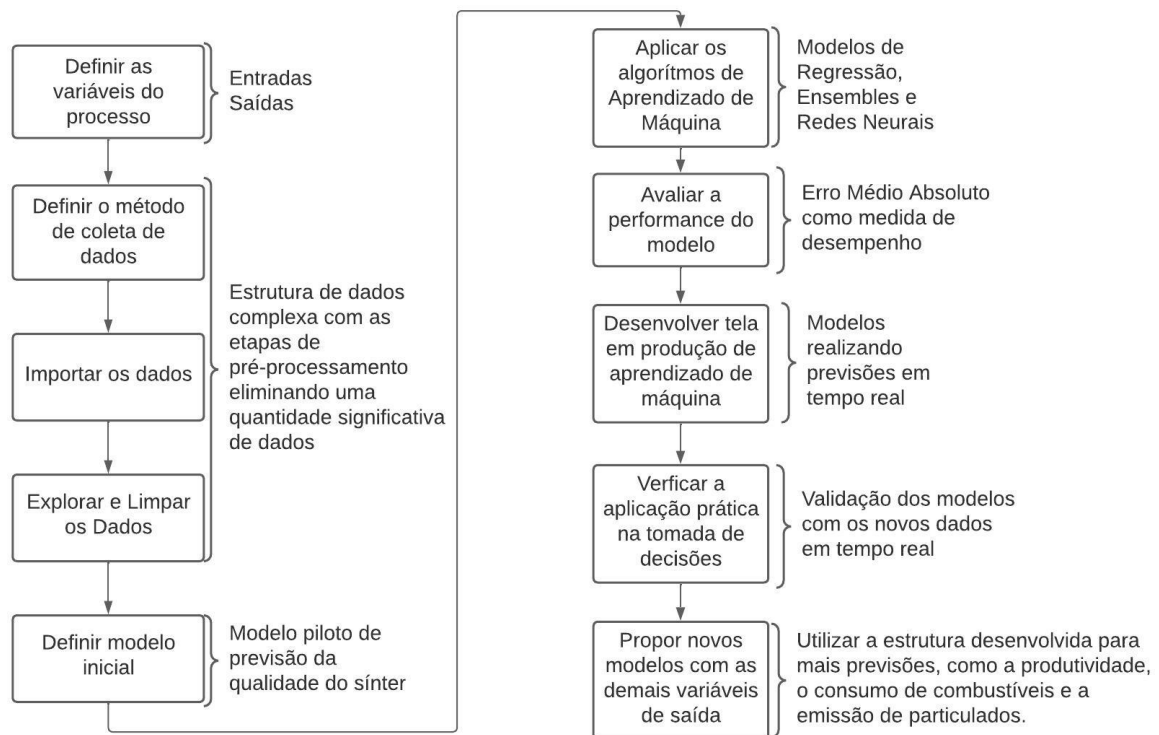 Definir as
variáveis do
processo
Entradas
Saídas
Definir o método
de coleta de
dados
Importar os dados
Explorar e Limpar
os Dados
Estrutura de dados
complexa com as
etapas de
pré-processamento
eliminando uma
quantidade significativa
de dados
Definir modelo
inicial
Modelo piloto de
previsão da
qualidade do sínter
Aplicar os
algorítmos de
Aprendizado de
Máquina
Modelos de
Regressão,
Ensembles e
Redes Neurais
Avaliar a
performance do
modelo
Erro Médio Absoluto
como medida de
desempenho
Desenvolver tela
em produção de
aprendizado de
máquina
Modelos
realizando
previsões em
tempo real
Verficar a
aplicação prática
na tomada de
decisões
Validação dos modelos
com os novos dados
em tempo real
Propor novos
modelos com as
demais variáveis
de saída
Utilizar a estrutura desenvolvida para
mais previsões, como a produtividade,
o consumo de combustíveis e a
emissão de particulados.